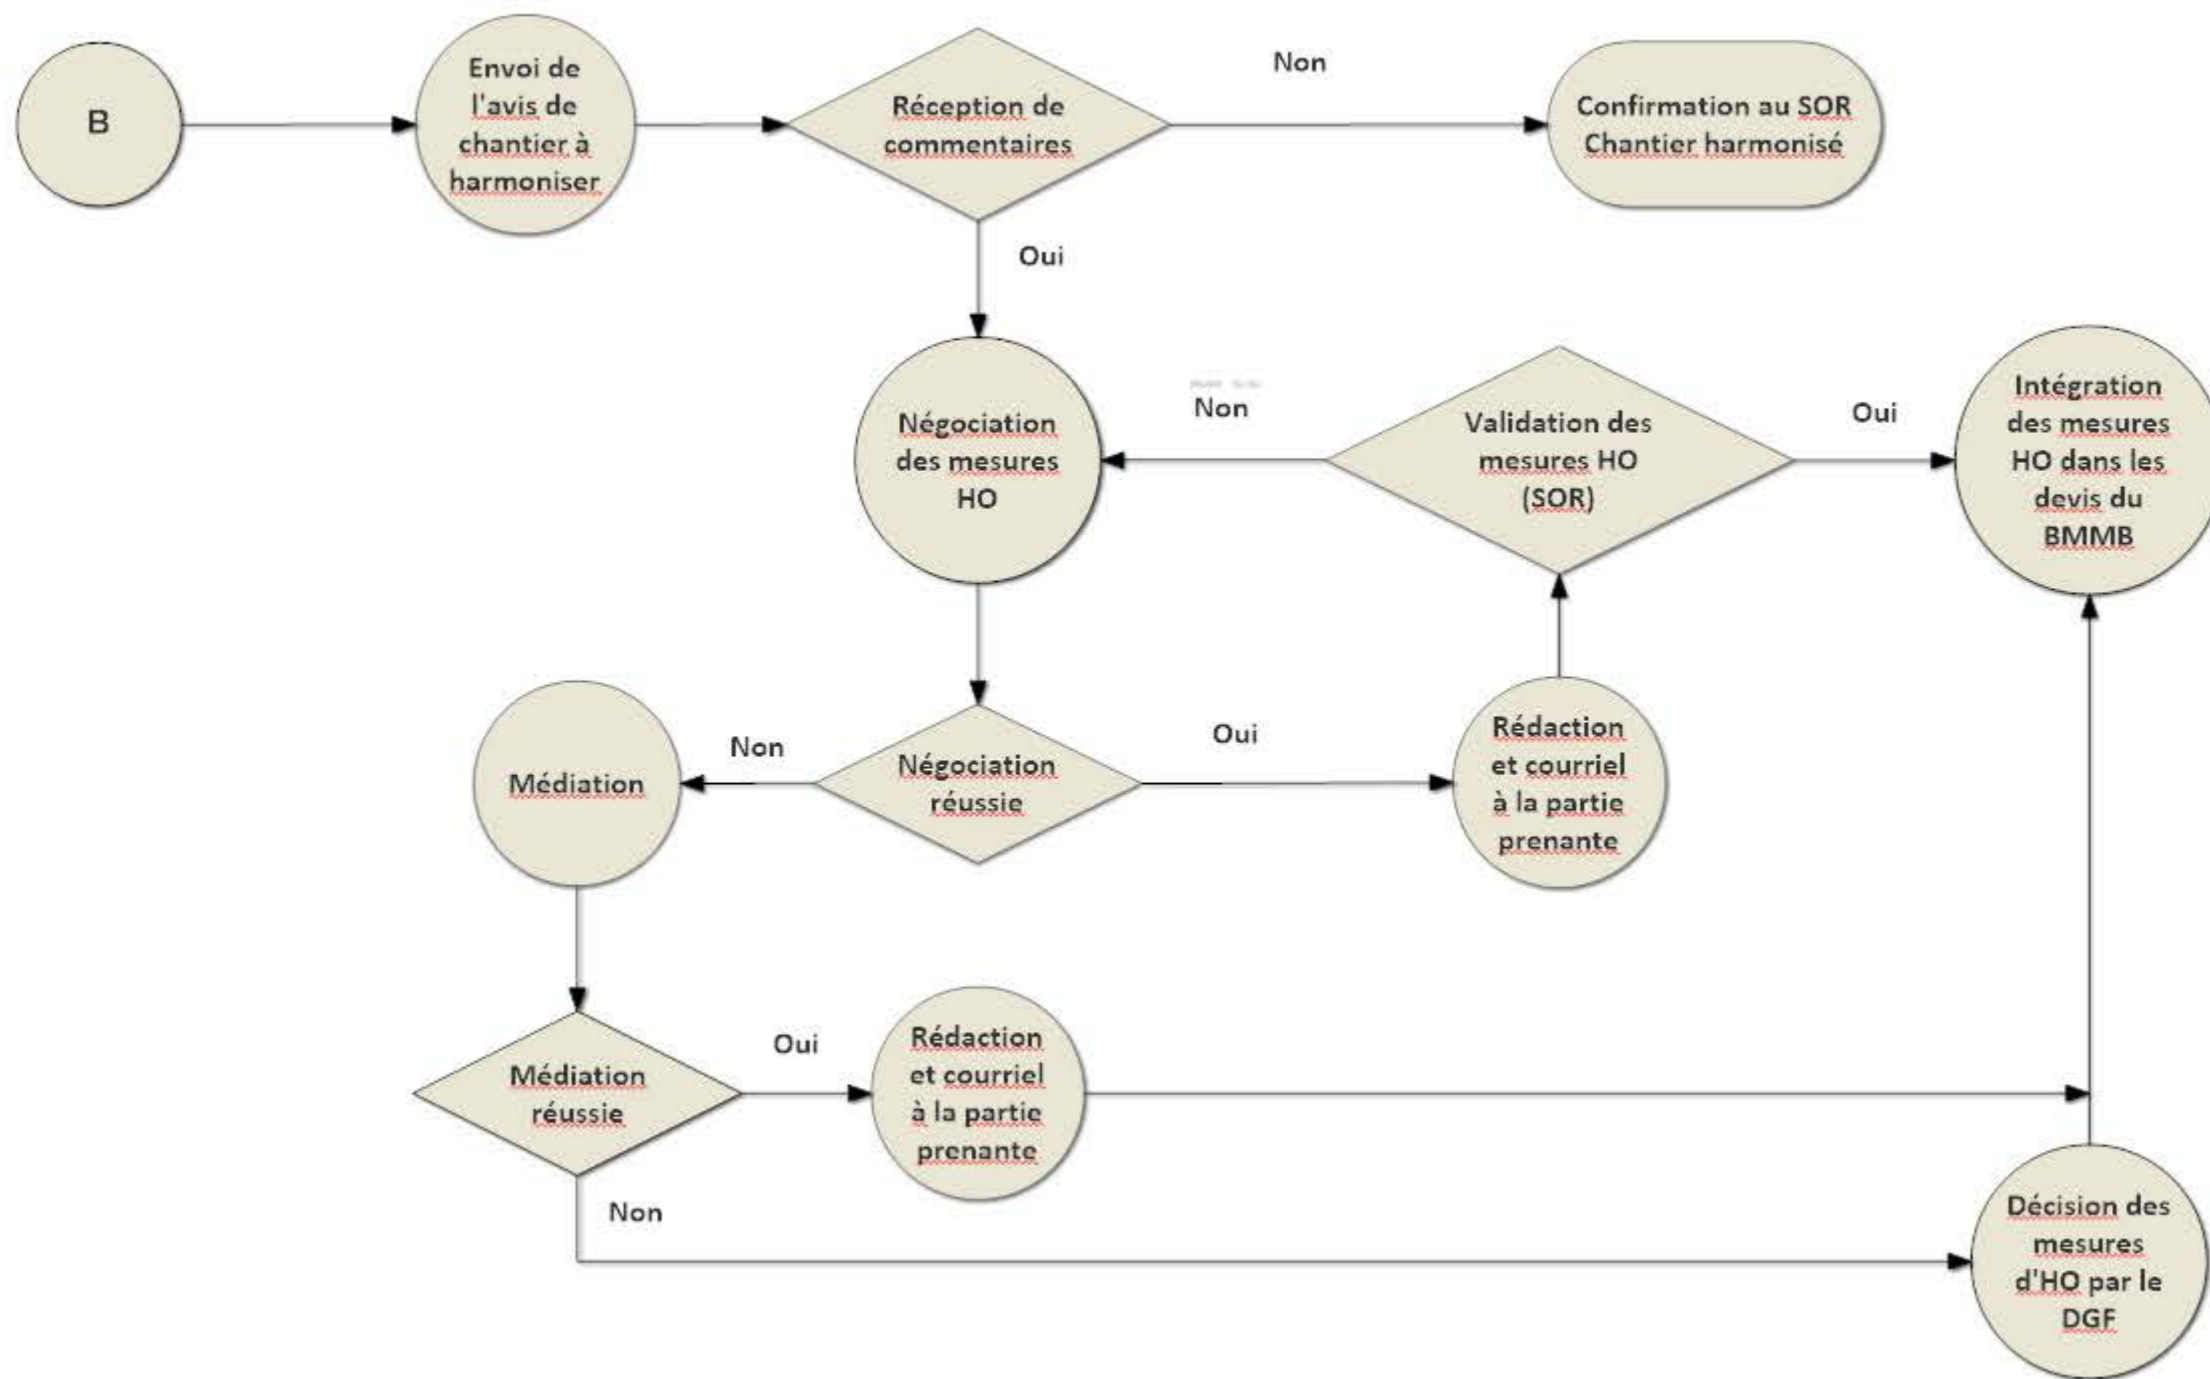 B
Envoi de
l'avis de
chantier à
harmoniser
Réception de
commentaires
Non
Confirmation au SOR
Chantier harmonisé
Oui
Négociation
des mesures
HO
Non
Validation des
mesures HO
(SOR)
Oui
Intégration
des mesures
HO dans les
devis du
BMMB
Médiation
Non
Négociation
réussie
Oui
Rédaction
et courriel
à la partie
prenante
Médiation
réussie
Oui
Rédaction
et courriel
à la partie
prenante
Non
Décision des
mesures
d'HO par le
DGF